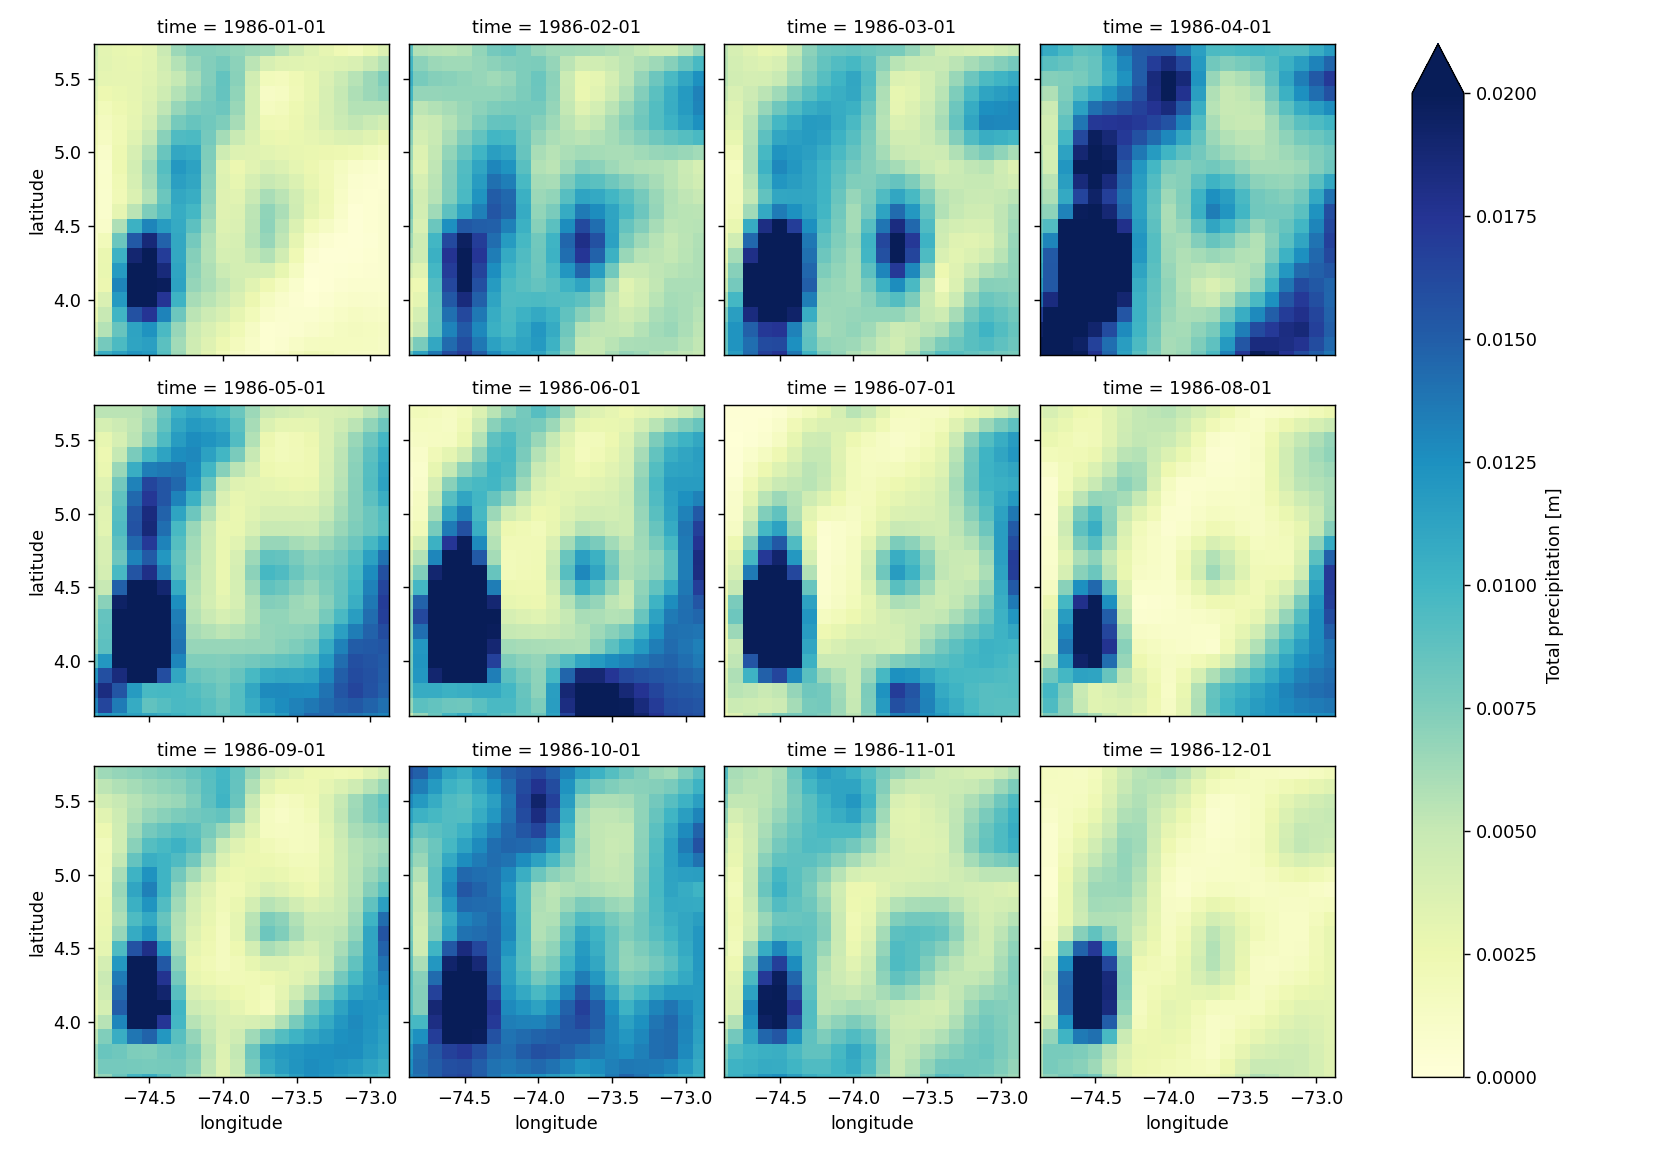 time = 1986-01-01
time = 1986-02-01
time = 1986-03-01
time = 1986-04-01
5.5
5.0
4.5
4.0
latitude
time = 1986-05-01
time = 1986-06-01
time = 1986-07-01
time = 1986-08-01
5.5
5.0
4.5
4.0
latitude
time = 1986-09-01
time = 1986-10-01
time = 1986-11-01
time = 1986-12-01
5.5
5.0
4.5
4.0
latitude
−74.5 −74.0 −73.5 −73.0
longitude
−74.5 −74.0 −73.5 −73.0
longitude
−74.5 −74.0 −73.5 −73.0
longitude
−74.5 −74.0 −73.5 −73.0
longitude
0.0200
0.0175
0.0150
0.0125
0.0100
0.0075
0.0050
0.0025
0.0000
Total precipitation [m]